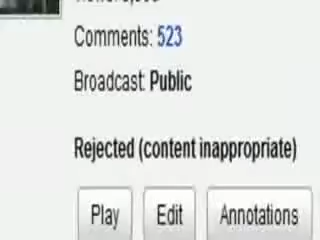 Comments: 523
Broadcast: Public
Rejected (content inappropriate)
Play Edit Annotations